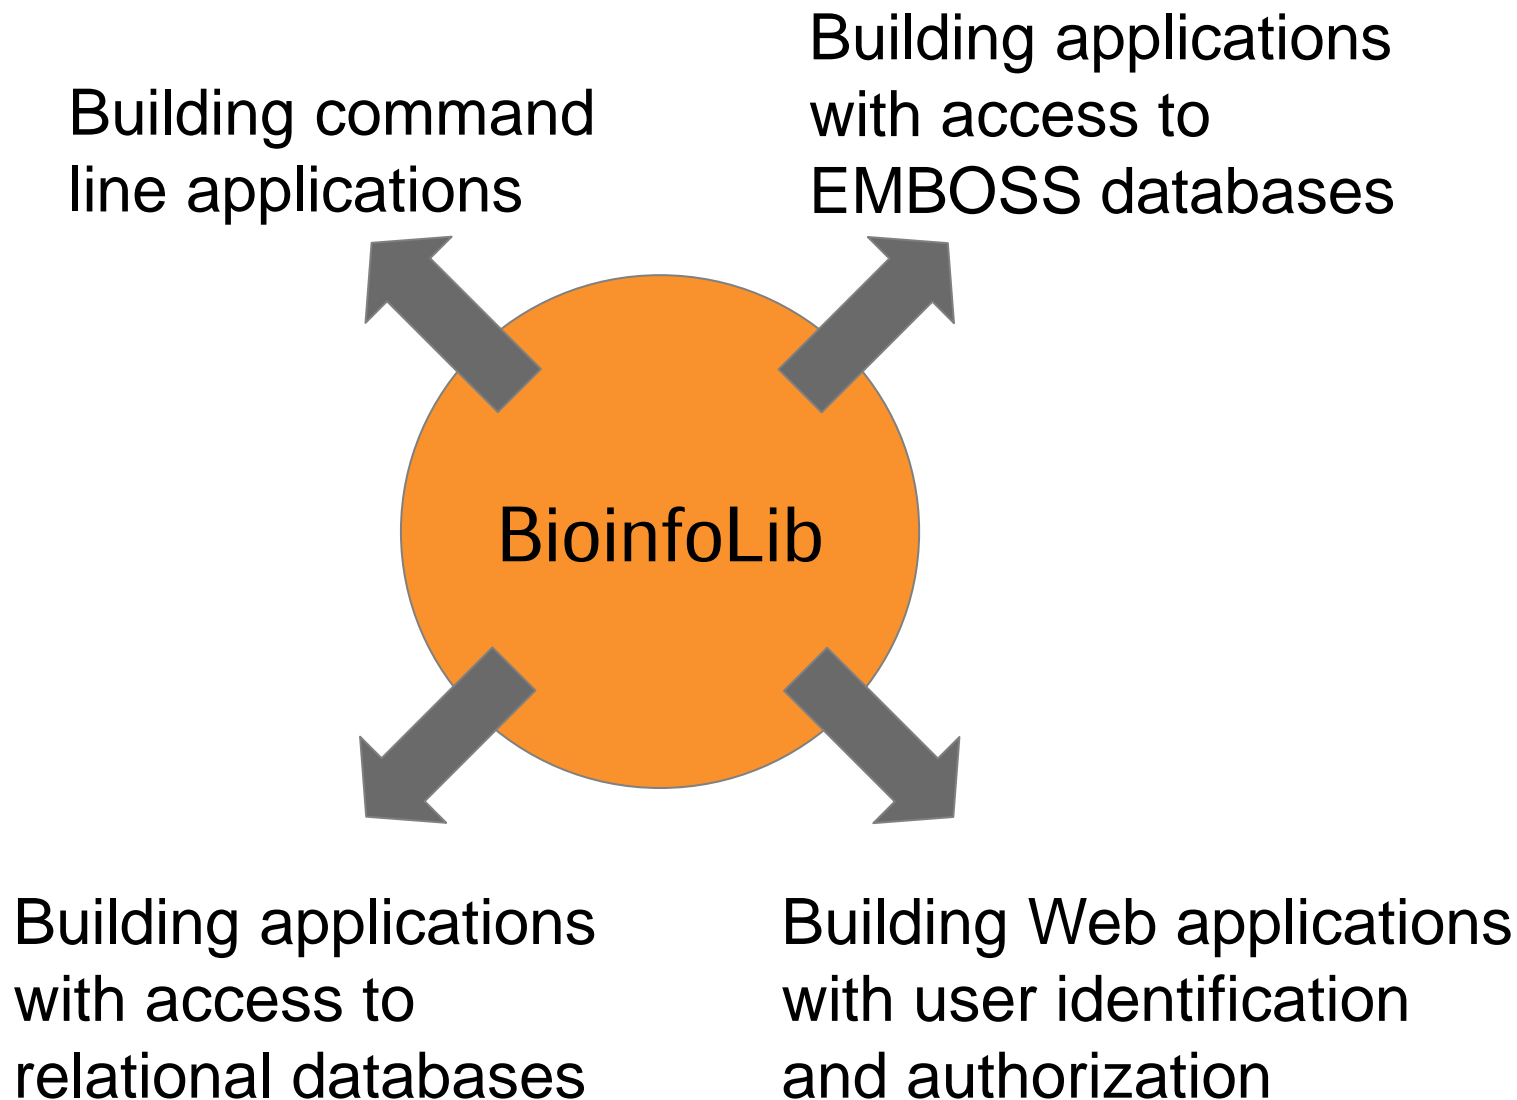 Building command
line applications
Building applications
with access to
EMBOSS databases
BioinfoLib
Building applications
with access to
relational databases
Building Web applications
with user identification
and authorization